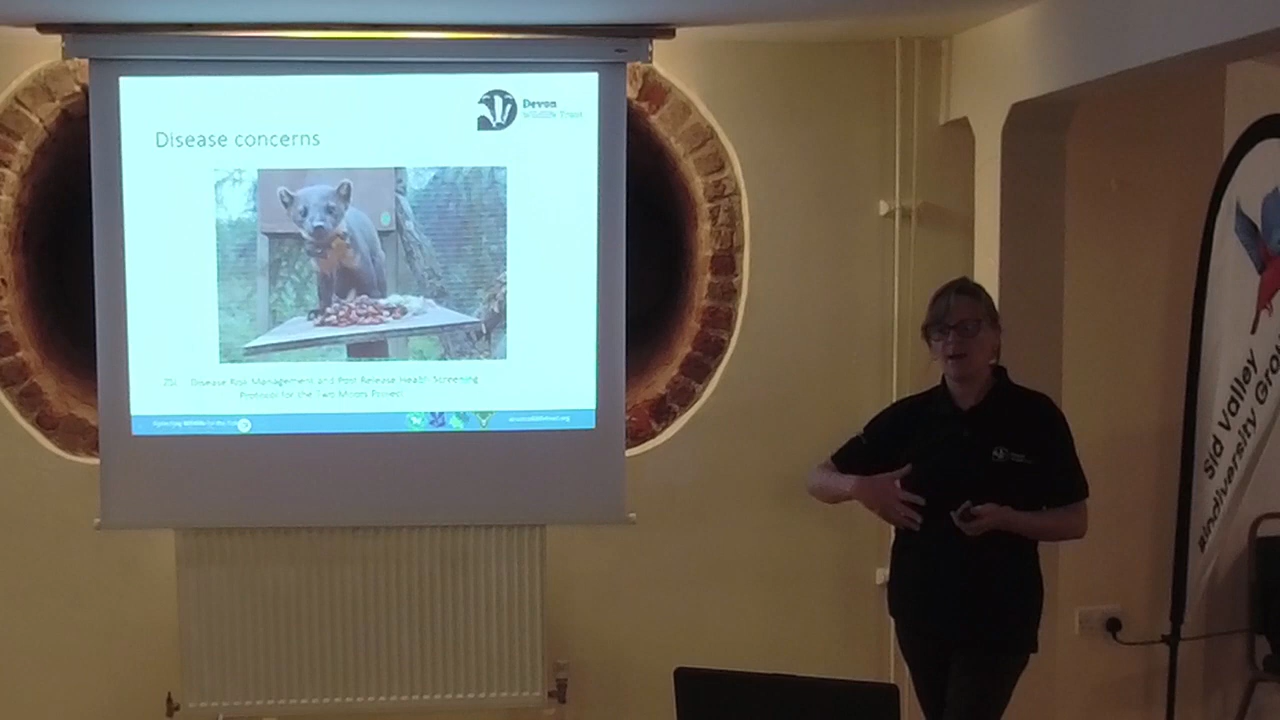 Devon
Wildlife Trust
Disease concerns
ZSL Disease Risk Management and Post Release Health Screening
Protocol for the Two Moors Project
Sid Valley
Biodiversity